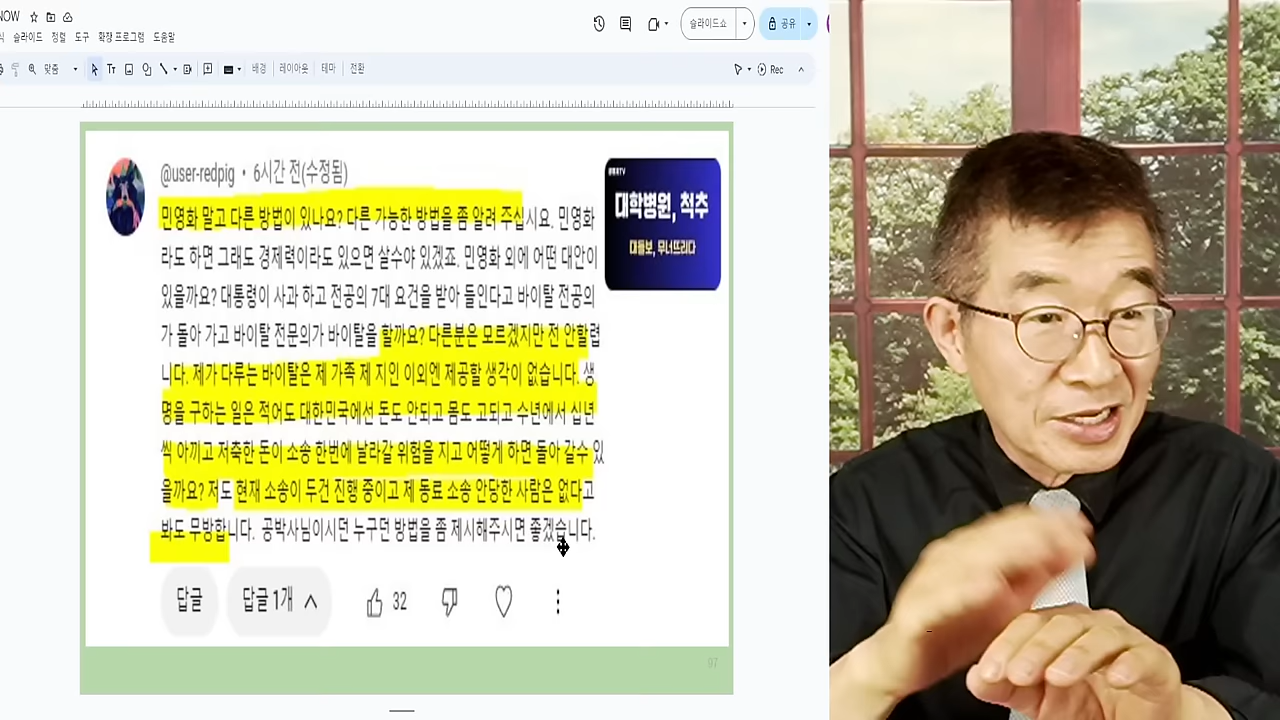 NOW
슬라이드 정렬 도구 확장 프로그램 도움말
슬라이드쇼
공유
맞춤
배경 레이아웃 테마 전환
Rec
@user-redpig • 6시간 전(수정됨)
민영화 말고 다른 방법이 있나요? 다른 가능한 방법을 좀 알려 주십시요. 민영화
라도 하면 그래도 경제력이라도 있으면 살수야 있겠죠. 민영화 외에 어떤 대안이
있을까요? 대통령이 사과 하고 전공의 7대 요건을 받아 들인다고 바이탈 전공의
가 돌아 가고 바이탈 전문의가 바이탈을 할까요? 다른분은 모르겠지만 전 안할렵
니다. 제가 다루는 바이탈은 제 가족 제 지인 이외엔 제공할 생각이 없습니다. 생
명을 구하는 일은 적어도 대한민국에선 돈도 안되고 몸도 고되고 수년에서 십년
씩 아끼고 저축한 돈이 소송 한번에 날라갈 위험을 지고 어떻게 하면 돌아 갈수 있
을까요? 저도 현재 소송이 두건 진행 중이고 제 동료 소송 안당한 사람은 없다고
봐도 무방합니다. 공박사님이시던 누구던 방법을 좀 제시해주시면 좋겠습니다.
답글
답글 1개
32
대학병원, 척추
대들보, 무너뜨리다
97